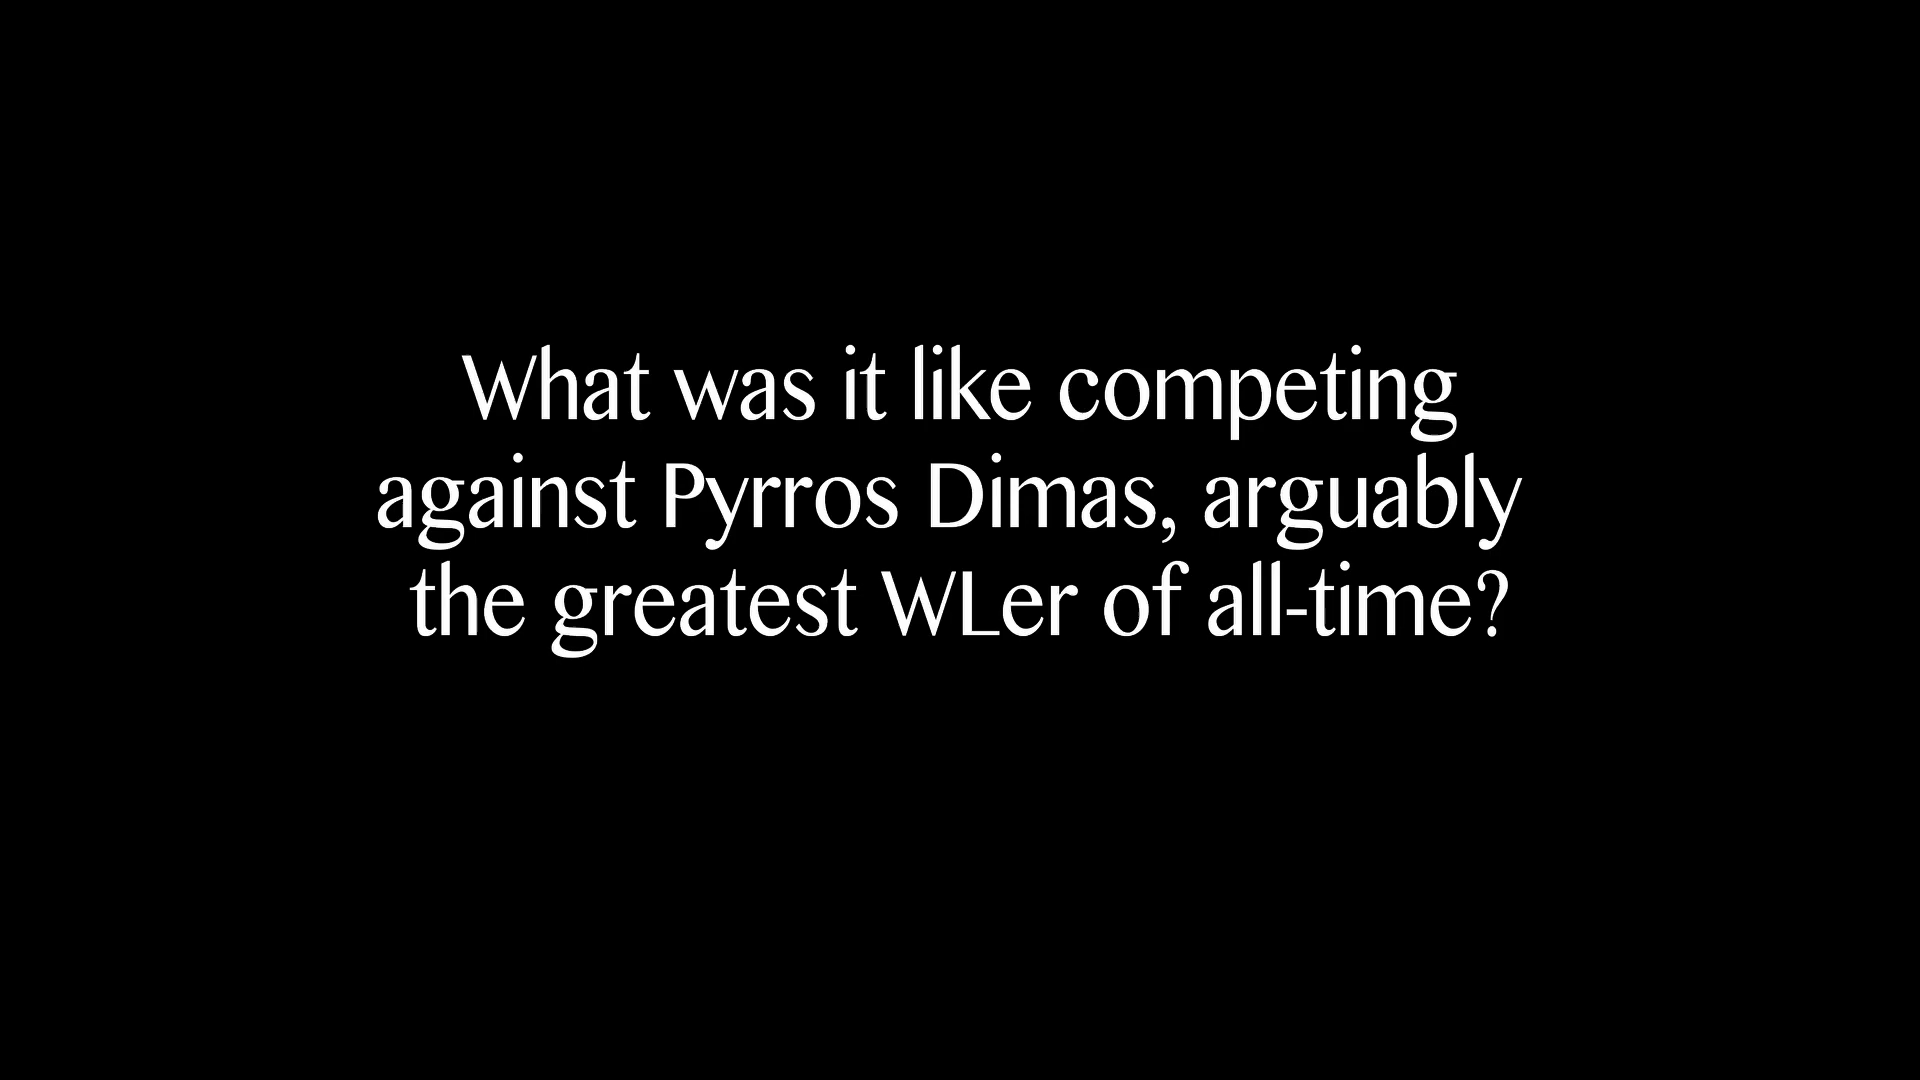 What was it like competing
against Pyrros Dimas, arguably
the greatest WLer of all-time?